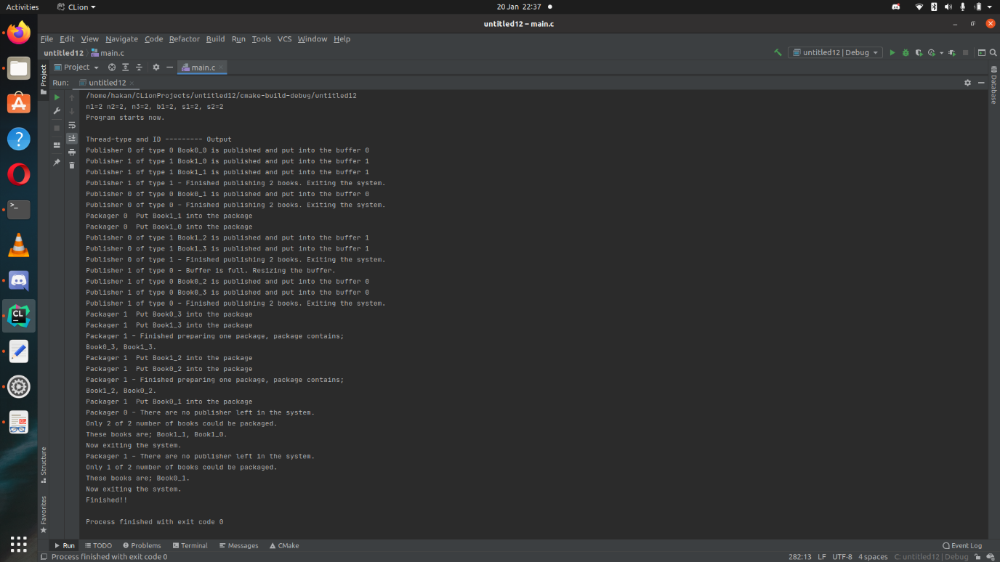 Activities CLion 20 Jan 22:37
untitled12 – main.c
File Edit View Navigate Code Refactor Build Run Tools VCS Window Help
untitled12 main.c untitled12 | Debug
Project main.c
Project
Database
Run: untitled12
/home/hakan/CLionProjects/untitled12/cmake-build-debug/untitled12
n1=2 n2=2, n3=2, b1=2, s1=2, s2=2
Program starts now.
Thread-type and ID --------- Output
Publisher 0 of type 0 Book0_0 is published and put into the buffer 0
Publisher 1 of type 1 Book1_0 is published and put into the buffer 1
Publisher 1 of type 1 Book1_1 is published and put into the buffer 1
Publisher 1 of type 1 - Finished publishing 2 books. Exiting the system.
Publisher 0 of type 0 Book0_1 is published and put into the buffer 0
Publisher 0 of type 0 - Finished publishing 2 books. Exiting the system.
Packager 0  Put Book1_1 into the package
Packager 0  Put Book1_0 into the package
Publisher 0 of type 1 Book1_2 is published and put into the buffer 1
Publisher 0 of type 1 Book1_3 is published and put into the buffer 1
Publisher 0 of type 1 - Finished publishing 2 books. Exiting the system.
Publisher 1 of type 0 - Buffer is full. Resizing the buffer.
Publisher 1 of type 0 Book0_2 is published and put into the buffer 0
Publisher 1 of type 0 Book0_3 is published and put into the buffer 0
Publisher 1 of type 0 - Finished publishing 2 books. Exiting the system.
Packager 1  Put Book0_3 into the package
Packager 1  Put Book1_3 into the package
Packager 1 - Finished preparing one package, package contains;
Book0_3, Book1_3.
Packager 1  Put Book1_2 into the package
Packager 1  Put Book0_2 into the package
Packager 1 - Finished preparing one package, package contains;
Book1_2, Book0_2.
Packager 1  Put Book0_1 into the package
Packager 0 - There are no publisher left in the system.
Only 2 of 2 number of books could be packaged.
These books are; Book1_1, Book1_0.
Now exiting the system.
Packager 1 - There are no publisher left in the system.
Only 1 of 2 number of books could be packaged.
These books are; Book0_1.
Now exiting the system.
Finished!!
Process finished with exit code 0
Structure
Favorites
Run TODO Problems Terminal Messages CMake Event Log
Process finished with exit code 0 282:13 LF UTF-8 4 spaces C: untitled12 | Debug